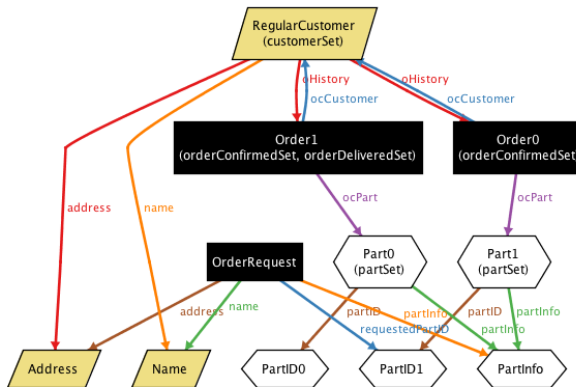 RegularCustomer
(customerSet)
oHistory
oHistory
ocCustomer
ocCustomer
Order1
(orderConfirmedSet, orderDeliveredSet)
Order0
(orderConfirmedSet)
ocPart
ocPart
address
name
Part0
(partSet)
Part1
(partSet)
OrderRequest
address
name
partID
partInfo
partID
partInfo
requestedPartID
partInfo
Address
Name
PartID0
PartID1
PartInfo